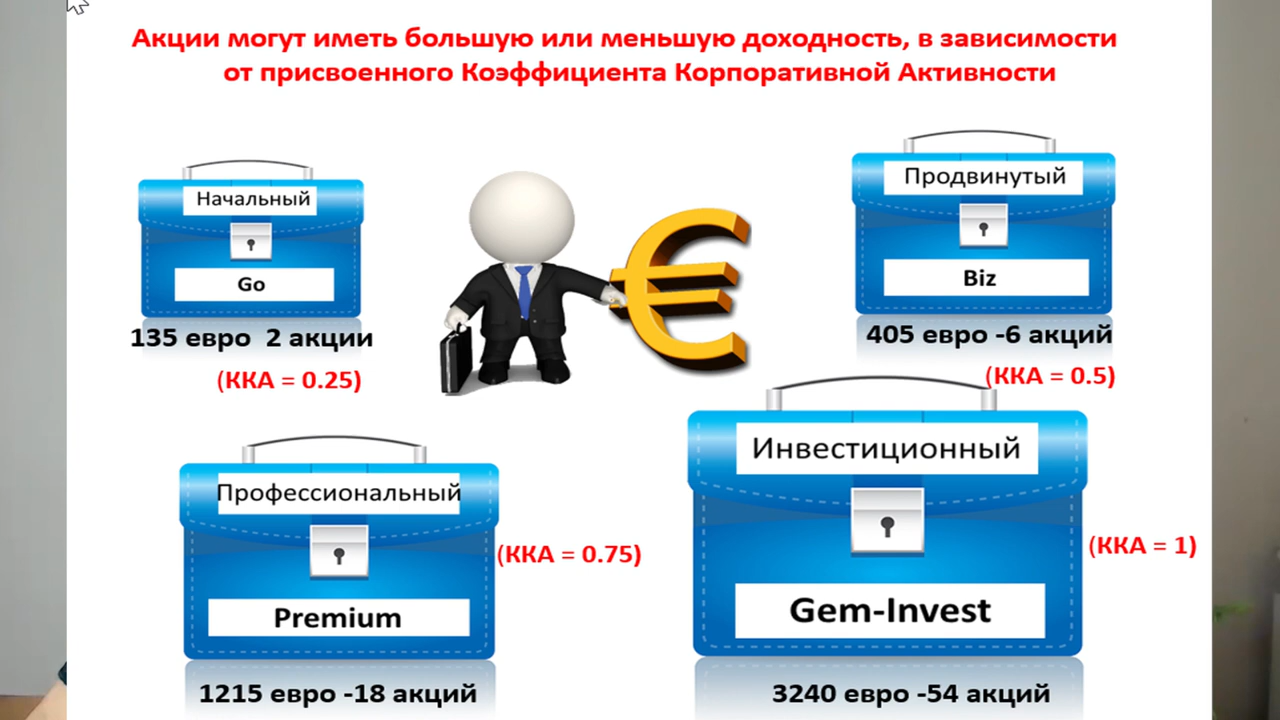 Акции могут иметь большую или меньшую доходность, в зависимости
от присвоенного Коэффициента Корпоративной Активности
Начальный
Go
135 евро 2 акции
(ККА = 0.25)
Продвинутый
Biz
405 евро -6 акций
(ККА = 0.5)
Профессиональный
Premium
(ККА = 0.75)
1215 евро -18 акций
Инвестиционный
Gem-Invest
(ККА = 1)
3240 евро -54 акций